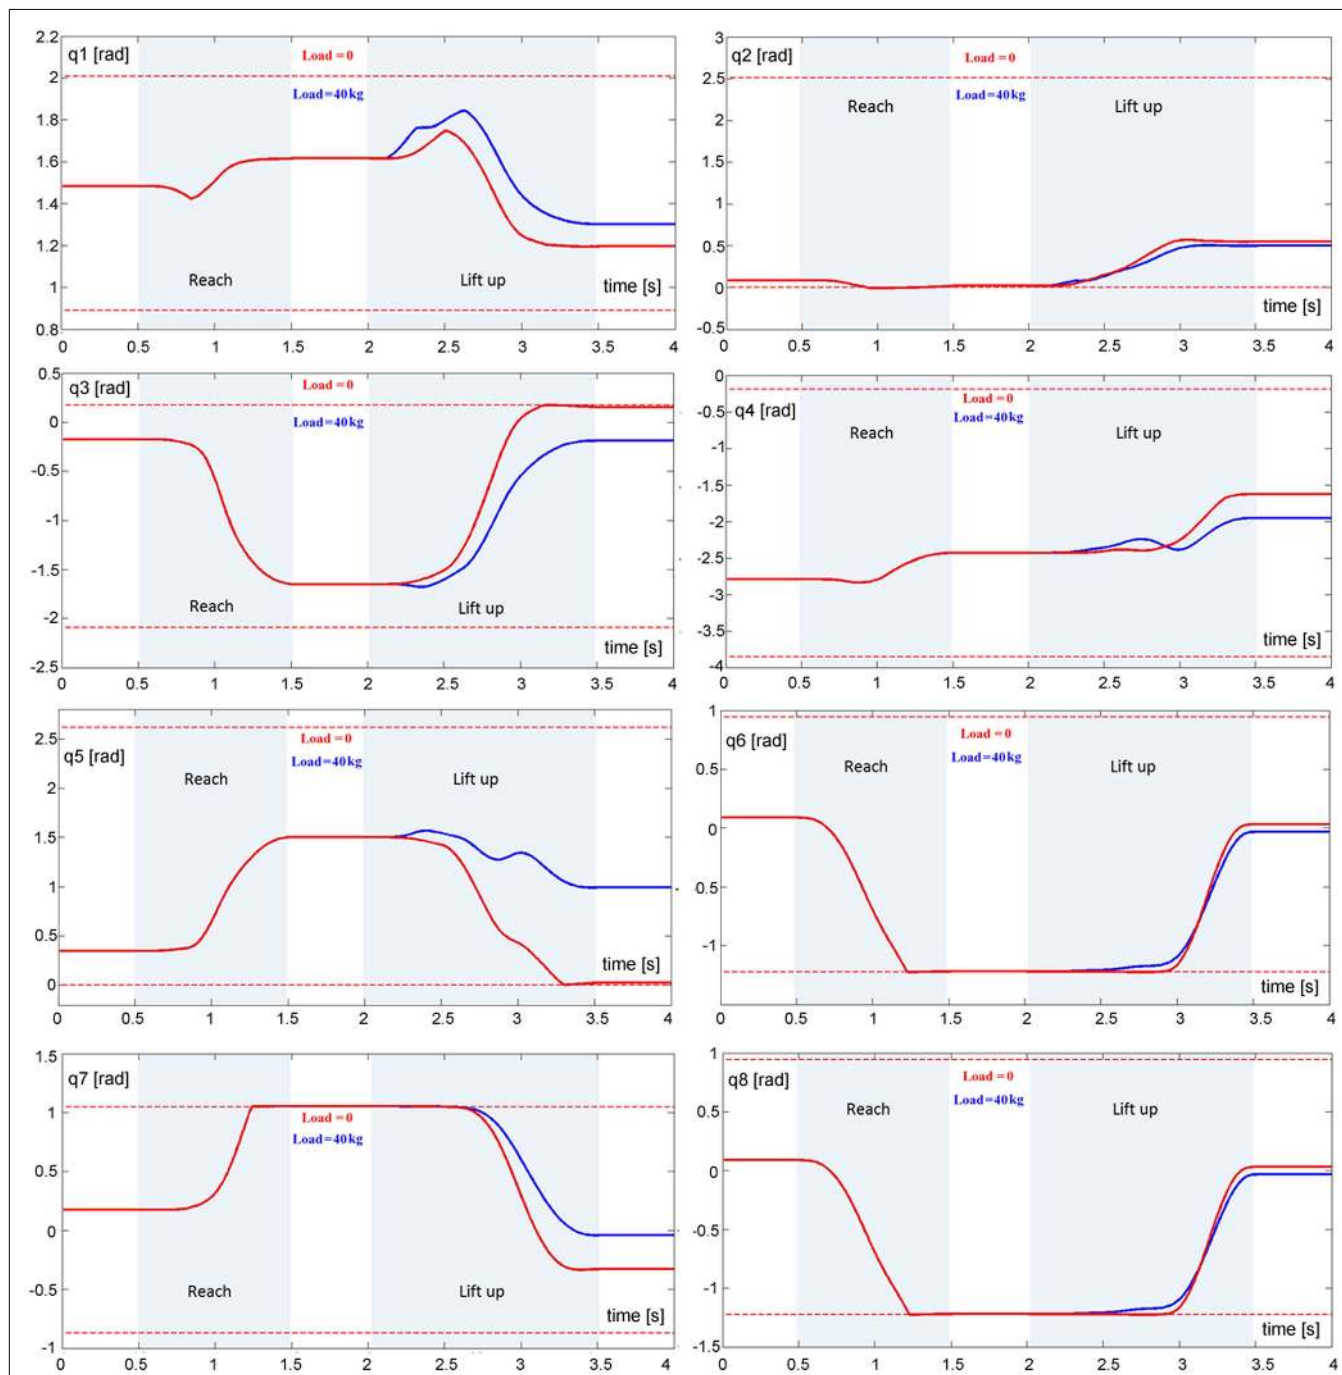 q1 [rad]
Load = 0
Load=40kg
Reach
Lift up
time [s]
2.2
2
1.8
1.6
1.4
1.2
1
0.8
0 0.5 1 1.5 2 2.5 3 3.5 4
q2 [rad]
Load = 0
Load=40kg
Reach
Lift up
time [s]
3
2.5
2
1.5
1
0.5
0
-0.5
0 0.5 1 1.5 2 2.5 3 3.5 4
q3 [rad]
Load = 0
Load=40kg
Reach
Lift up
time [s]
0.5
0
-0.5
-1
-1.5
-2
-2.5
0 0.5 1 1.5 2 2.5 3 3.5 4
q4 [rad]
Load = 0
Load=40kg
Reach
Lift up
time [s]
0
-0.5
-1
-1.5
-2
-2.5
-3
-3.5
-4
0 0.5 1 1.5 2 2.5 3 3.5 4
q5 [rad]
Load = 0
Load=40kg
Reach
Lift up
time [s]
2.5
2
1.5
1
0.5
0
0 0.5 1 1.5 2 2.5 3 3.5 4
q6 [rad]
Load = 0
Load=40kg
Reach
Lift up
time [s]
1
0.5
0
-0.5
-1
0 0.5 1 1.5 2 2.5 3 3.5 4
q7 [rad]
Load = 0
Load=40kg
Reach
Lift up
time [s]
1.5
1
0.5
0
-0.5
-1
0 0.5 1 1.5 2 2.5 3 3.5 4
q8 [rad]
Load = 0
Load=40kg
Reach
Lift up
time [s]
1
0.5
0
-0.5
-1
-1.5
0 0.5 1 1.5 2 2.5 3 3.5 4